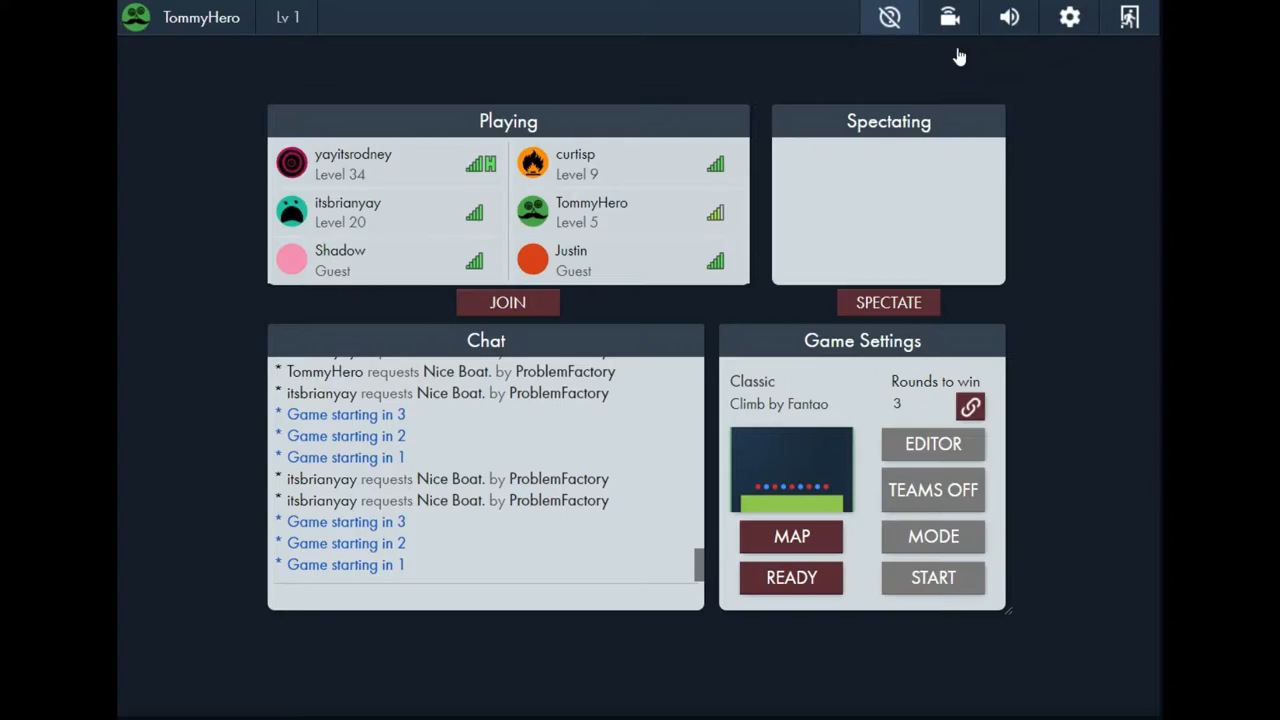 TommyHero Lv 1
Playing
yayitsrodney
Level 34
H
curtisp
Level 9
itsbrianyay
Level 20
TommyHero
Level 5
Shadow
Guest
Justin
Guest
JOIN
Spectating
SPECTATE
Chat
* TommyHero requests Nice Boat. by ProblemFactory
* itsbrianyay requests Nice Boat. by ProblemFactory
* Game starting in 3
* Game starting in 2
* Game starting in 1
* itsbrianyay requests Nice Boat. by ProblemFactory
* itsbrianyay requests Nice Boat. by ProblemFactory
* Game starting in 3
* Game starting in 2
* Game starting in 1
Game Settings
Classic
Climb by Fantao
Rounds to win
3
EDITOR
TEAMS OFF
MAP
MODE
READY
START